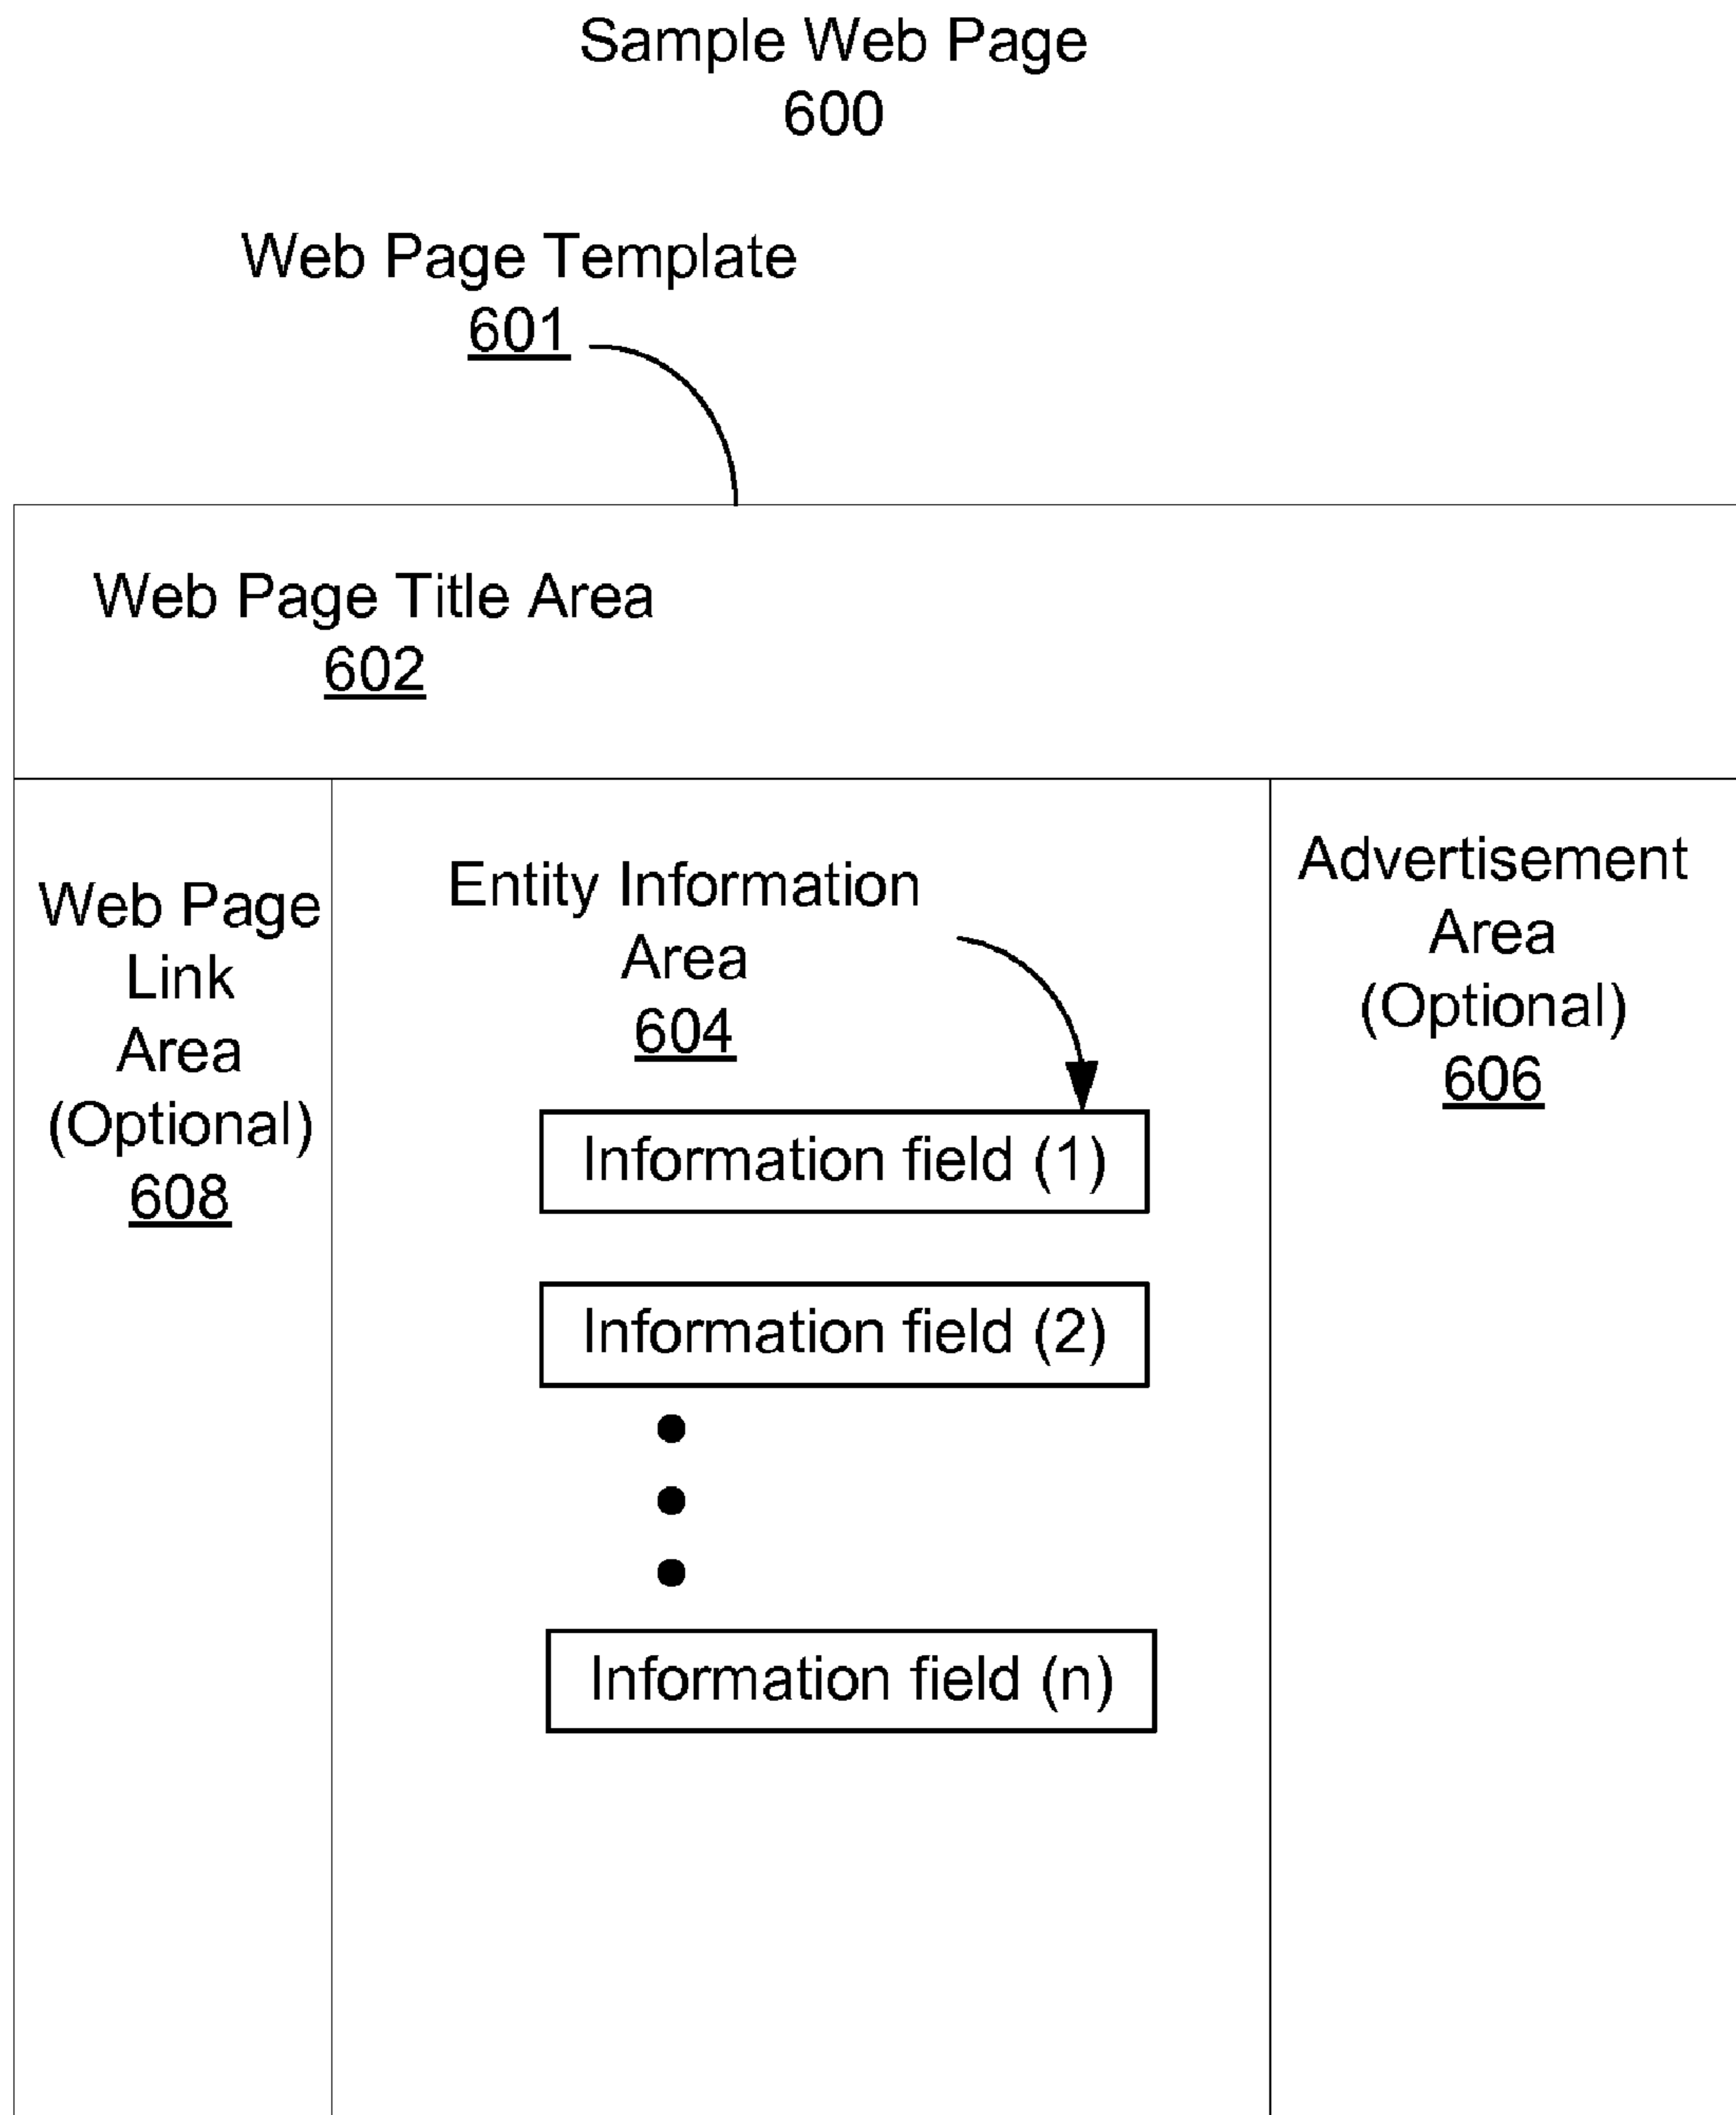 Sample Web Page
600
Web Page Template
601
Web Page Title Area
602
Web Page
Link
Area
(Optional)
608
Entity Information
Area
604
Information field (1)
Information field (2)
Information field (n)
Advertisement
Area
(Optional)
606